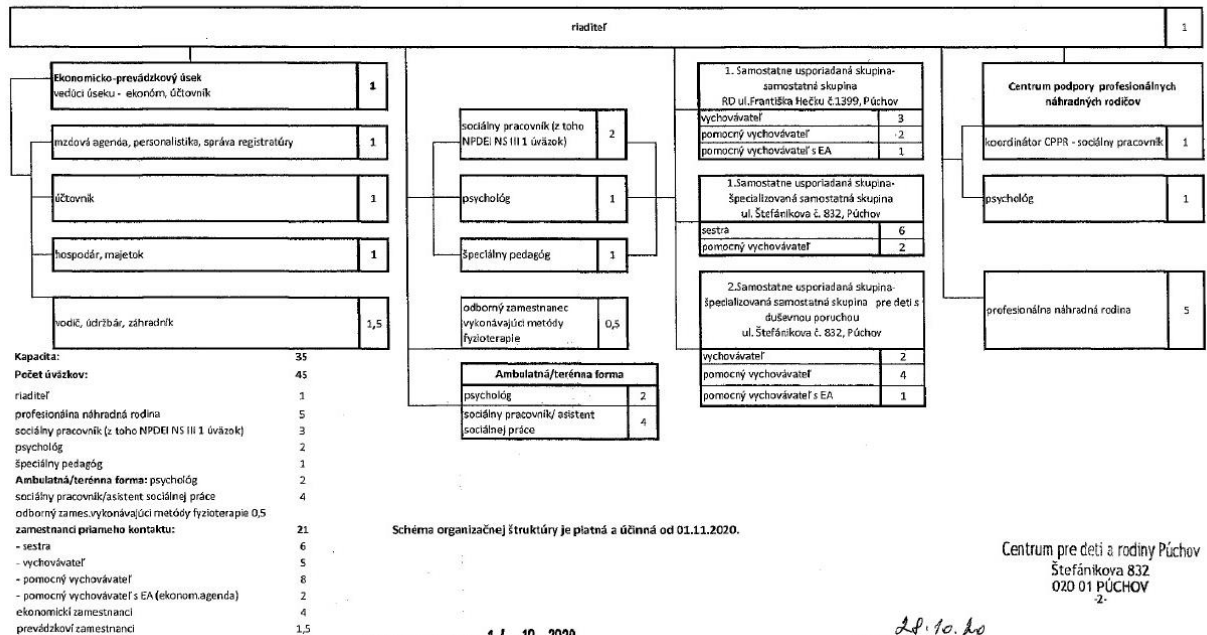 riaditeľ 1
Ekonomicko-prevádzkový úsek
vedúci úseku - ekonóm, účtovník 1
mzdová agenda, personalistika, správa registratúry 1
účtovník 1
hospodár, majetok 1
vodič, údržbár, záhradník 1,5
sociálny pracovník (z toho
NPDEI NS III 1 úväzok) 2
psychológ 1
špeciálny pedagóg 1
odborný zamestnanec
vykonávajúci metódy
fyzioterapie 0,5
Ambulatná/terénna forma
psychológ 2
sociálny pracovník/ asistent
sociálnej práce 4
1. Samostatne usporiadaná skupina-
samostatná skupina
RD ul.Františka Hečku č.1399, Púchov
vychovávateľ 3
pomocný vychovávateľ 2
pomocný vychovávateľ s EA 1
1.Samostatne usporiadaná skupina-
špecializovaná samostatná skupina
ul. Štefánikova č. 832, Púchov
sestra 6
pomocný vychovávateľ 2
2.Samostatne usporiadaná skupina-
špecializovaná samostatná skupina pre deti s
duševnou poruchou
ul. Štefánikova č. 832, Púchov
vychovávateľ 2
pomocný vychovávateľ 4
pomocný vychovávateľ s EA 1
Centrum podpory profesionálnych
náhradných rodičov
koordinátor CPPR - sociálny pracovník 1
psychológ 1
profesionálna náhradná rodina 5
Kapacita: 35
Počet úväzkov: 45
riaditeľ 1
profesionálna náhradná rodina 5
sociálny pracovník (z toho NPDEI NS III 1 úväzok) 3
psychológ 2
špeciálny pedagóg 1
Ambulatná/terénna forma: psychológ 2
sociálny pracovník/asistent sociálnej práce 4
odborný zames.vykonávajúci metódy fyzioterapie 0,5
zamestnanci priameho kontaktu: 21
- sestra 6
- vychovávateľ 5
- pomocný vychovávateľ 8
- pomocný vychovávateľ s EA (ekonom.agenda) 2
ekonomickí zamestnanci 4
prevádzkoví zamestnanci 1,5
Schéma organizačnej štruktúry je platná a účinná od 01.11.2020.
Centrum pre deti a rodiny Púchov
Štefánikova 832
020 01 PÚCHOV
-2-
28.10.20